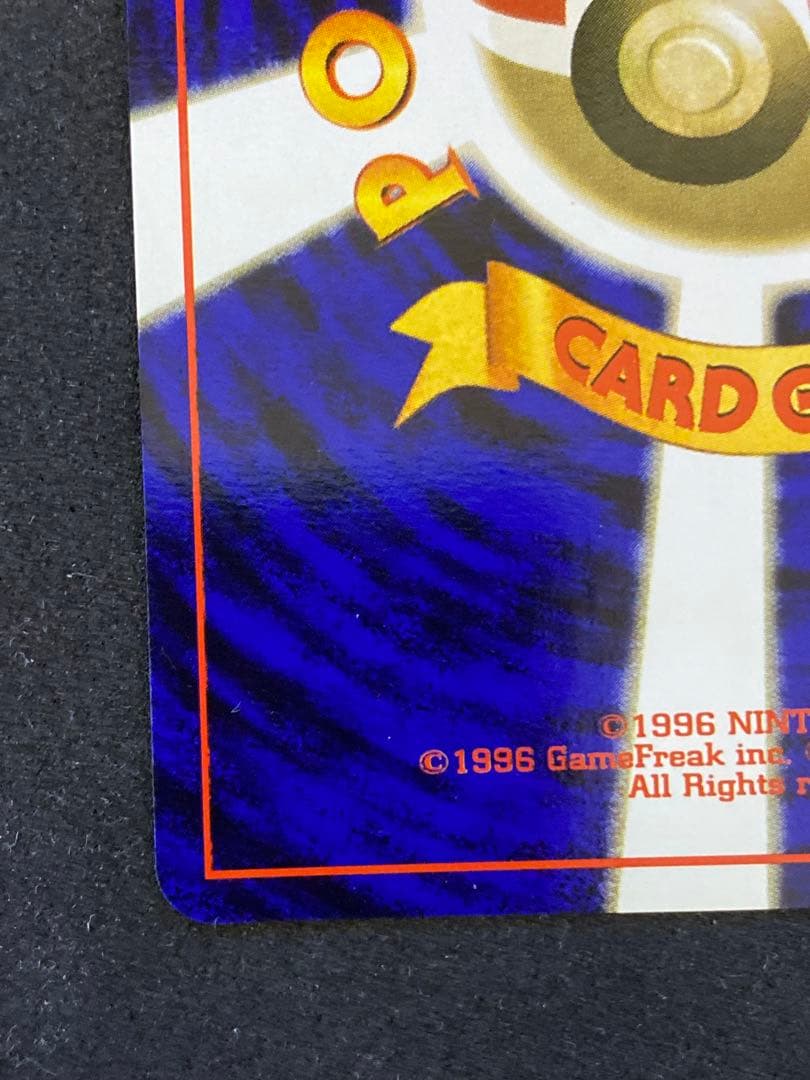 PO
CARD G
©1996 NINT
©1996 GameFreak inc.
All Rights r